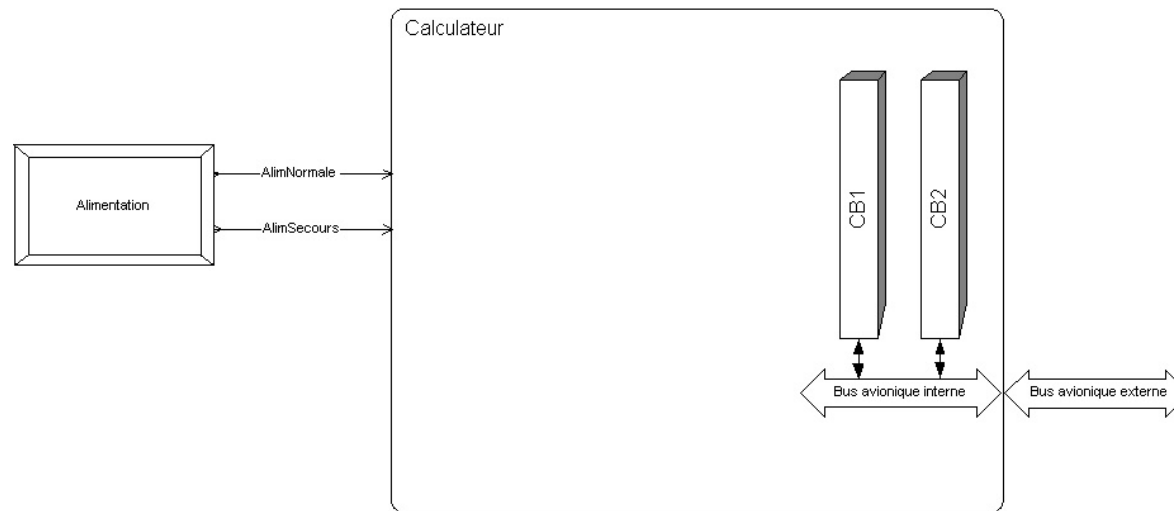 Calculateur
AlimNormale
Alimentation
AlimSecours
CB1
CB2
Bus avionique interne
Bus avionique externe